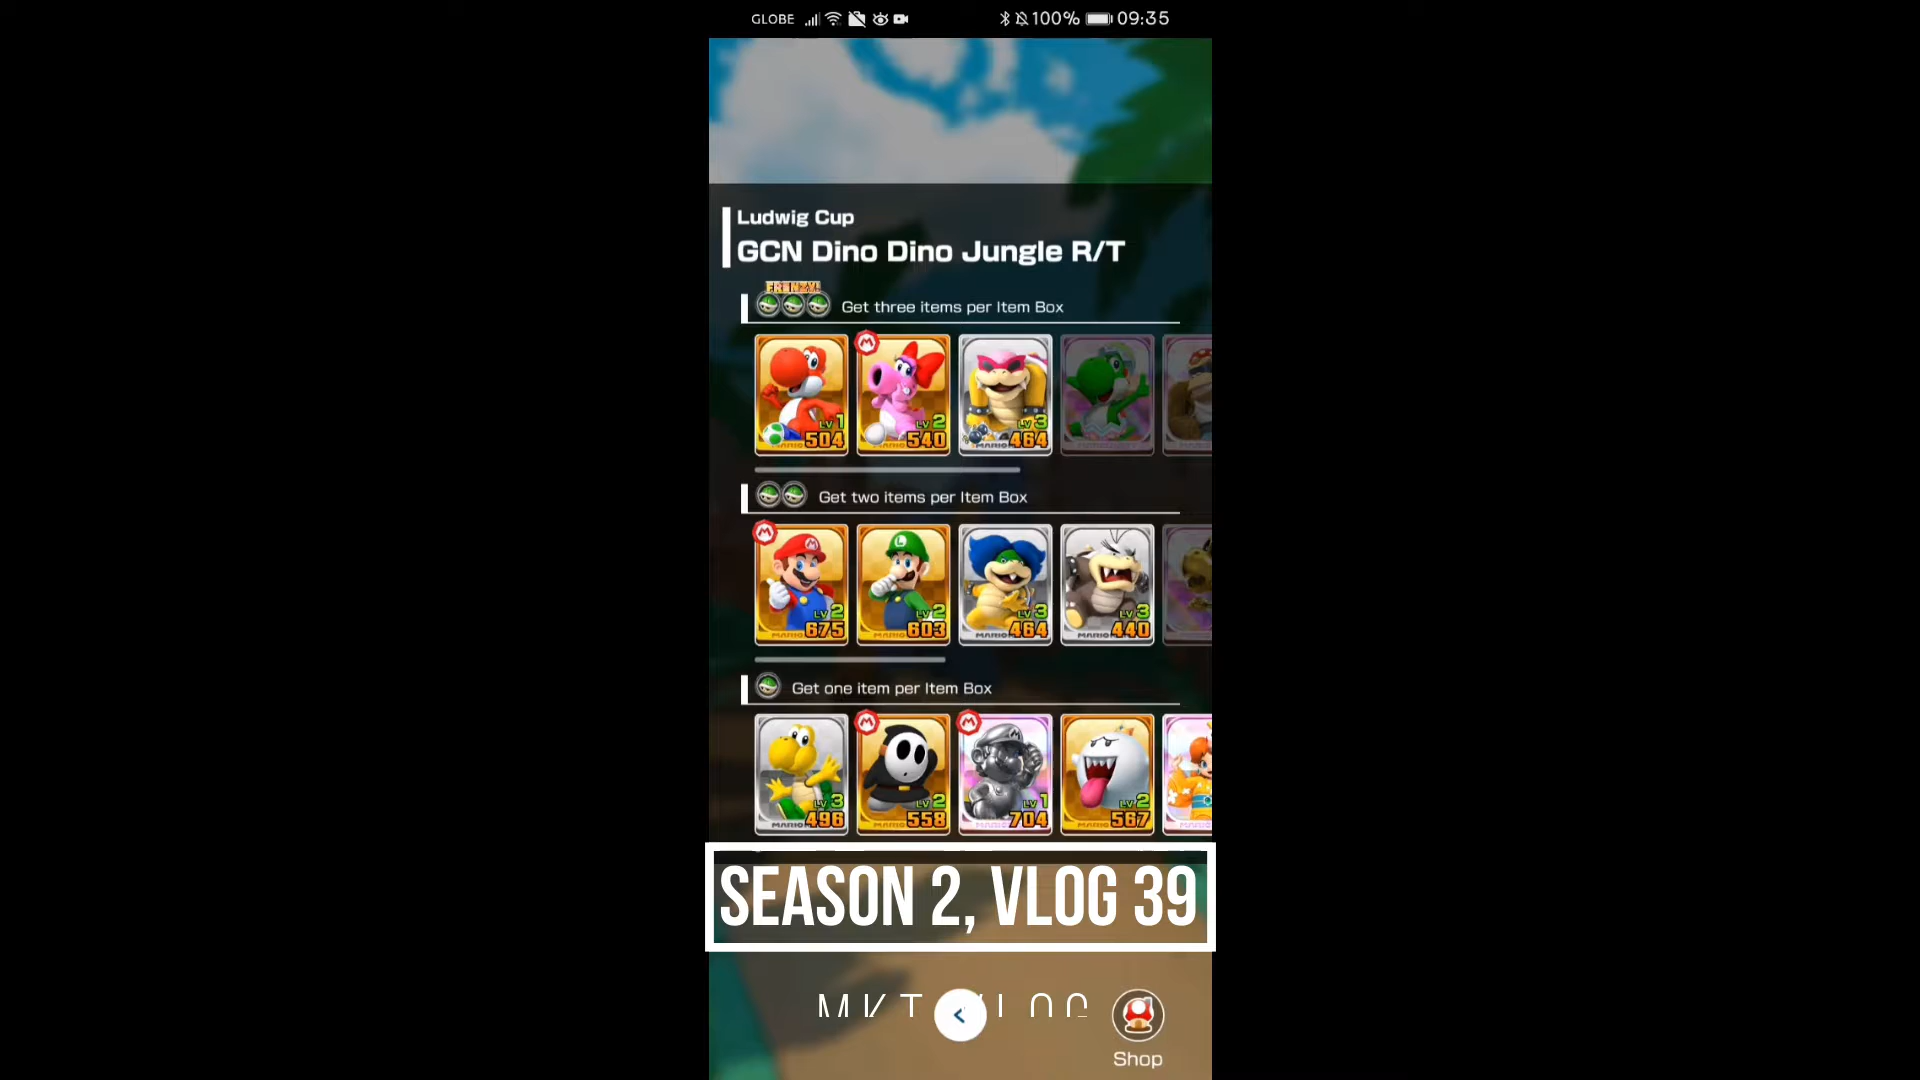 GLOBE 100% 09:35
Ludwig Cup
GCN Dino Dino Jungle R/T
FRENZY!
Get three items per Item Box
LV 1 LV 2 LV 3
504 540 464
Get two items per Item Box
LV 2 LV 2 LV 3 LV 3
675 603 464 440
Get one item per Item Box
LV 3 LV 2 LV 1 LV 2
496 558 704 567
SEASON 2, VLOG 39
Shop